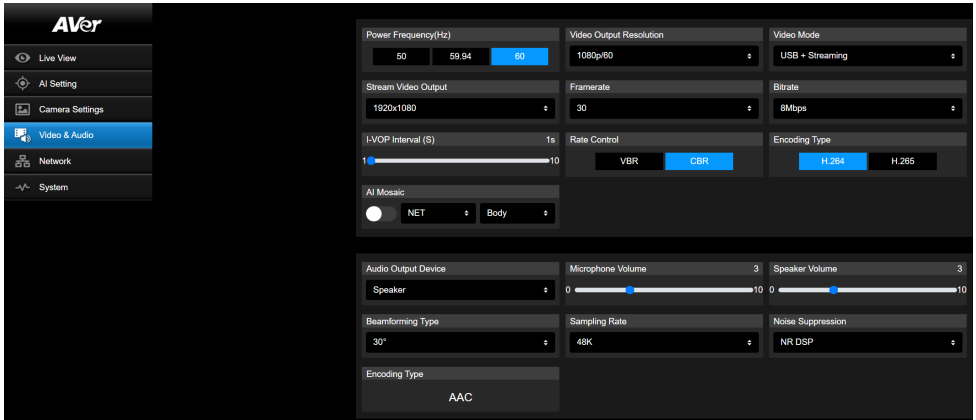 AVer
Live View
AI Setting
Camera Settings
Video & Audio
Network
System
Power Frequency(Hz)
50 59.94 60
Video Output Resolution
1080p/60
Video Mode
USB + Streaming
Stream Video Output
1920x1080
Framerate
30
Bitrate
8Mbps
I-VOP Interval (S) 1s
1 10
Rate Control
VBR CBR
Encoding Type
H.264 H.265
AI Mosaic
NET Body
Audio Output Device
Speaker
Microphone Volume 3
0 10
Speaker Volume 3
0 10
Beamforming Type
30°
Sampling Rate
48K
Noise Suppression
NR DSP
Encoding Type
AAC